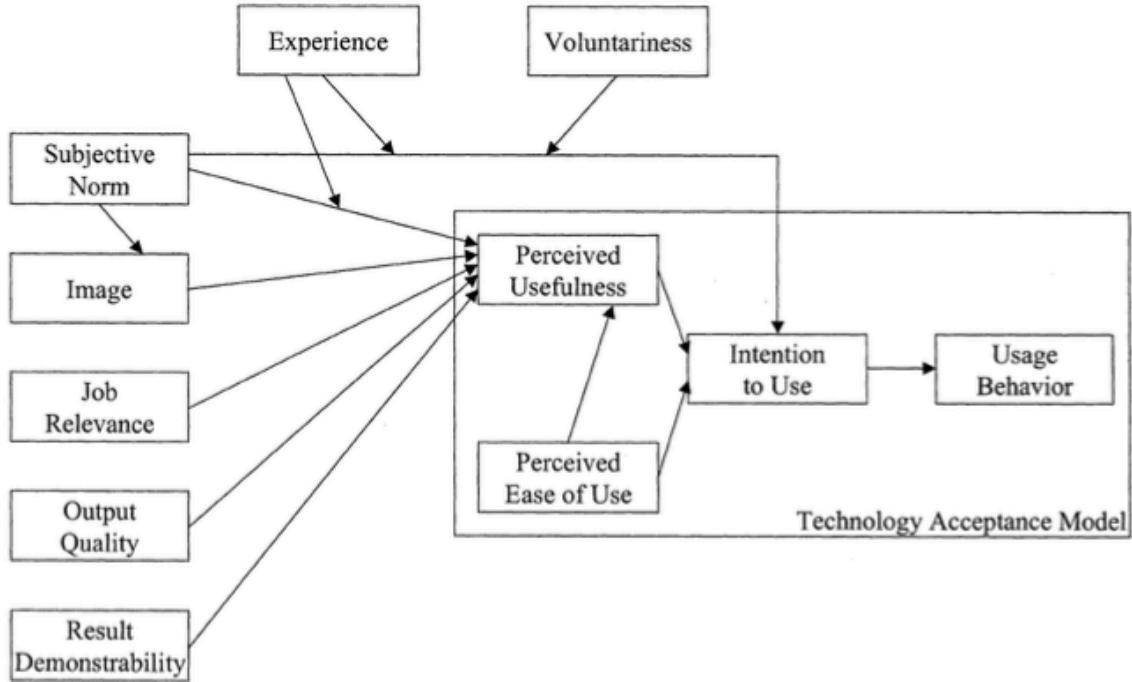 Experience
Voluntariness
Subjective
Norm
Image
Job
Relevance
Output
Quality
Result
Demonstrability
Perceived
Usefulness
Perceived
Ease of Use
Intention
to Use
Usage
Behavior
Technology Acceptance Model